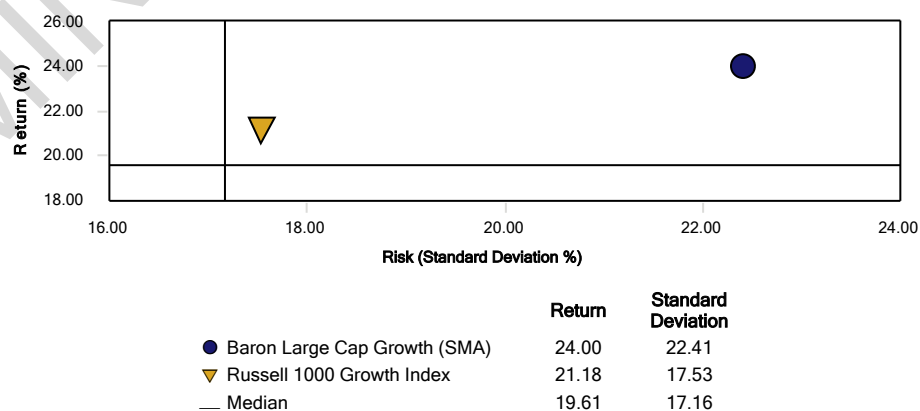 26.00
24.00
22.00
20.00
18.00
Return (%)
16.00 18.00 20.00 22.00 24.00
Risk (Standard Deviation %)
Return Standard Deviation
Baron Large Cap Growth (SMA) 24.00 22.41
Russell 1000 Growth Index 21.18 17.53
Median 19.61 17.16